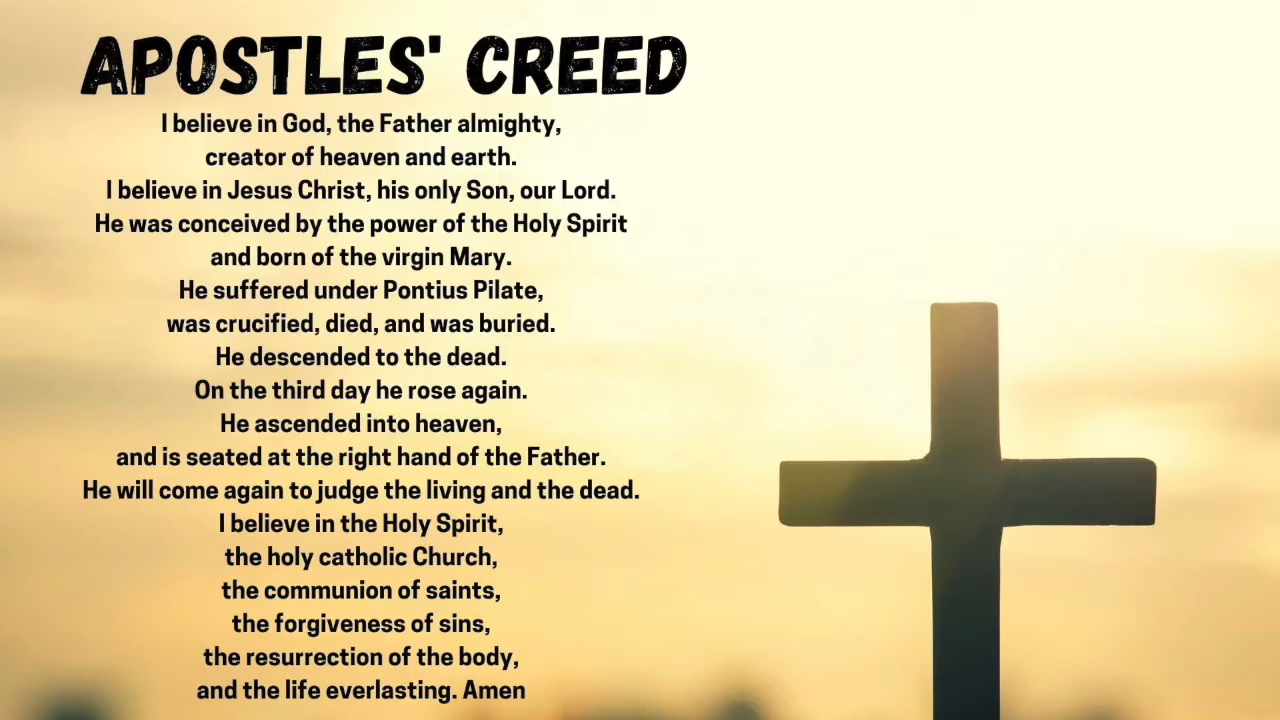 APOSTLES' CREED
I believe in God, the Father almighty,
creator of heaven and earth.
I believe in Jesus Christ, his only Son, our Lord.
He was conceived by the power of the Holy Spirit
and born of the virgin Mary.
He suffered under Pontius Pilate,
was crucified, died, and was buried.
He descended to the dead.
On the third day he rose again.
He ascended into heaven,
and is seated at the right hand of the Father.
He will come again to judge the living and the dead.
I believe in the Holy Spirit,
the holy catholic Church,
the communion of saints,
the forgiveness of sins,
the resurrection of the body,
and the life everlasting. Amen